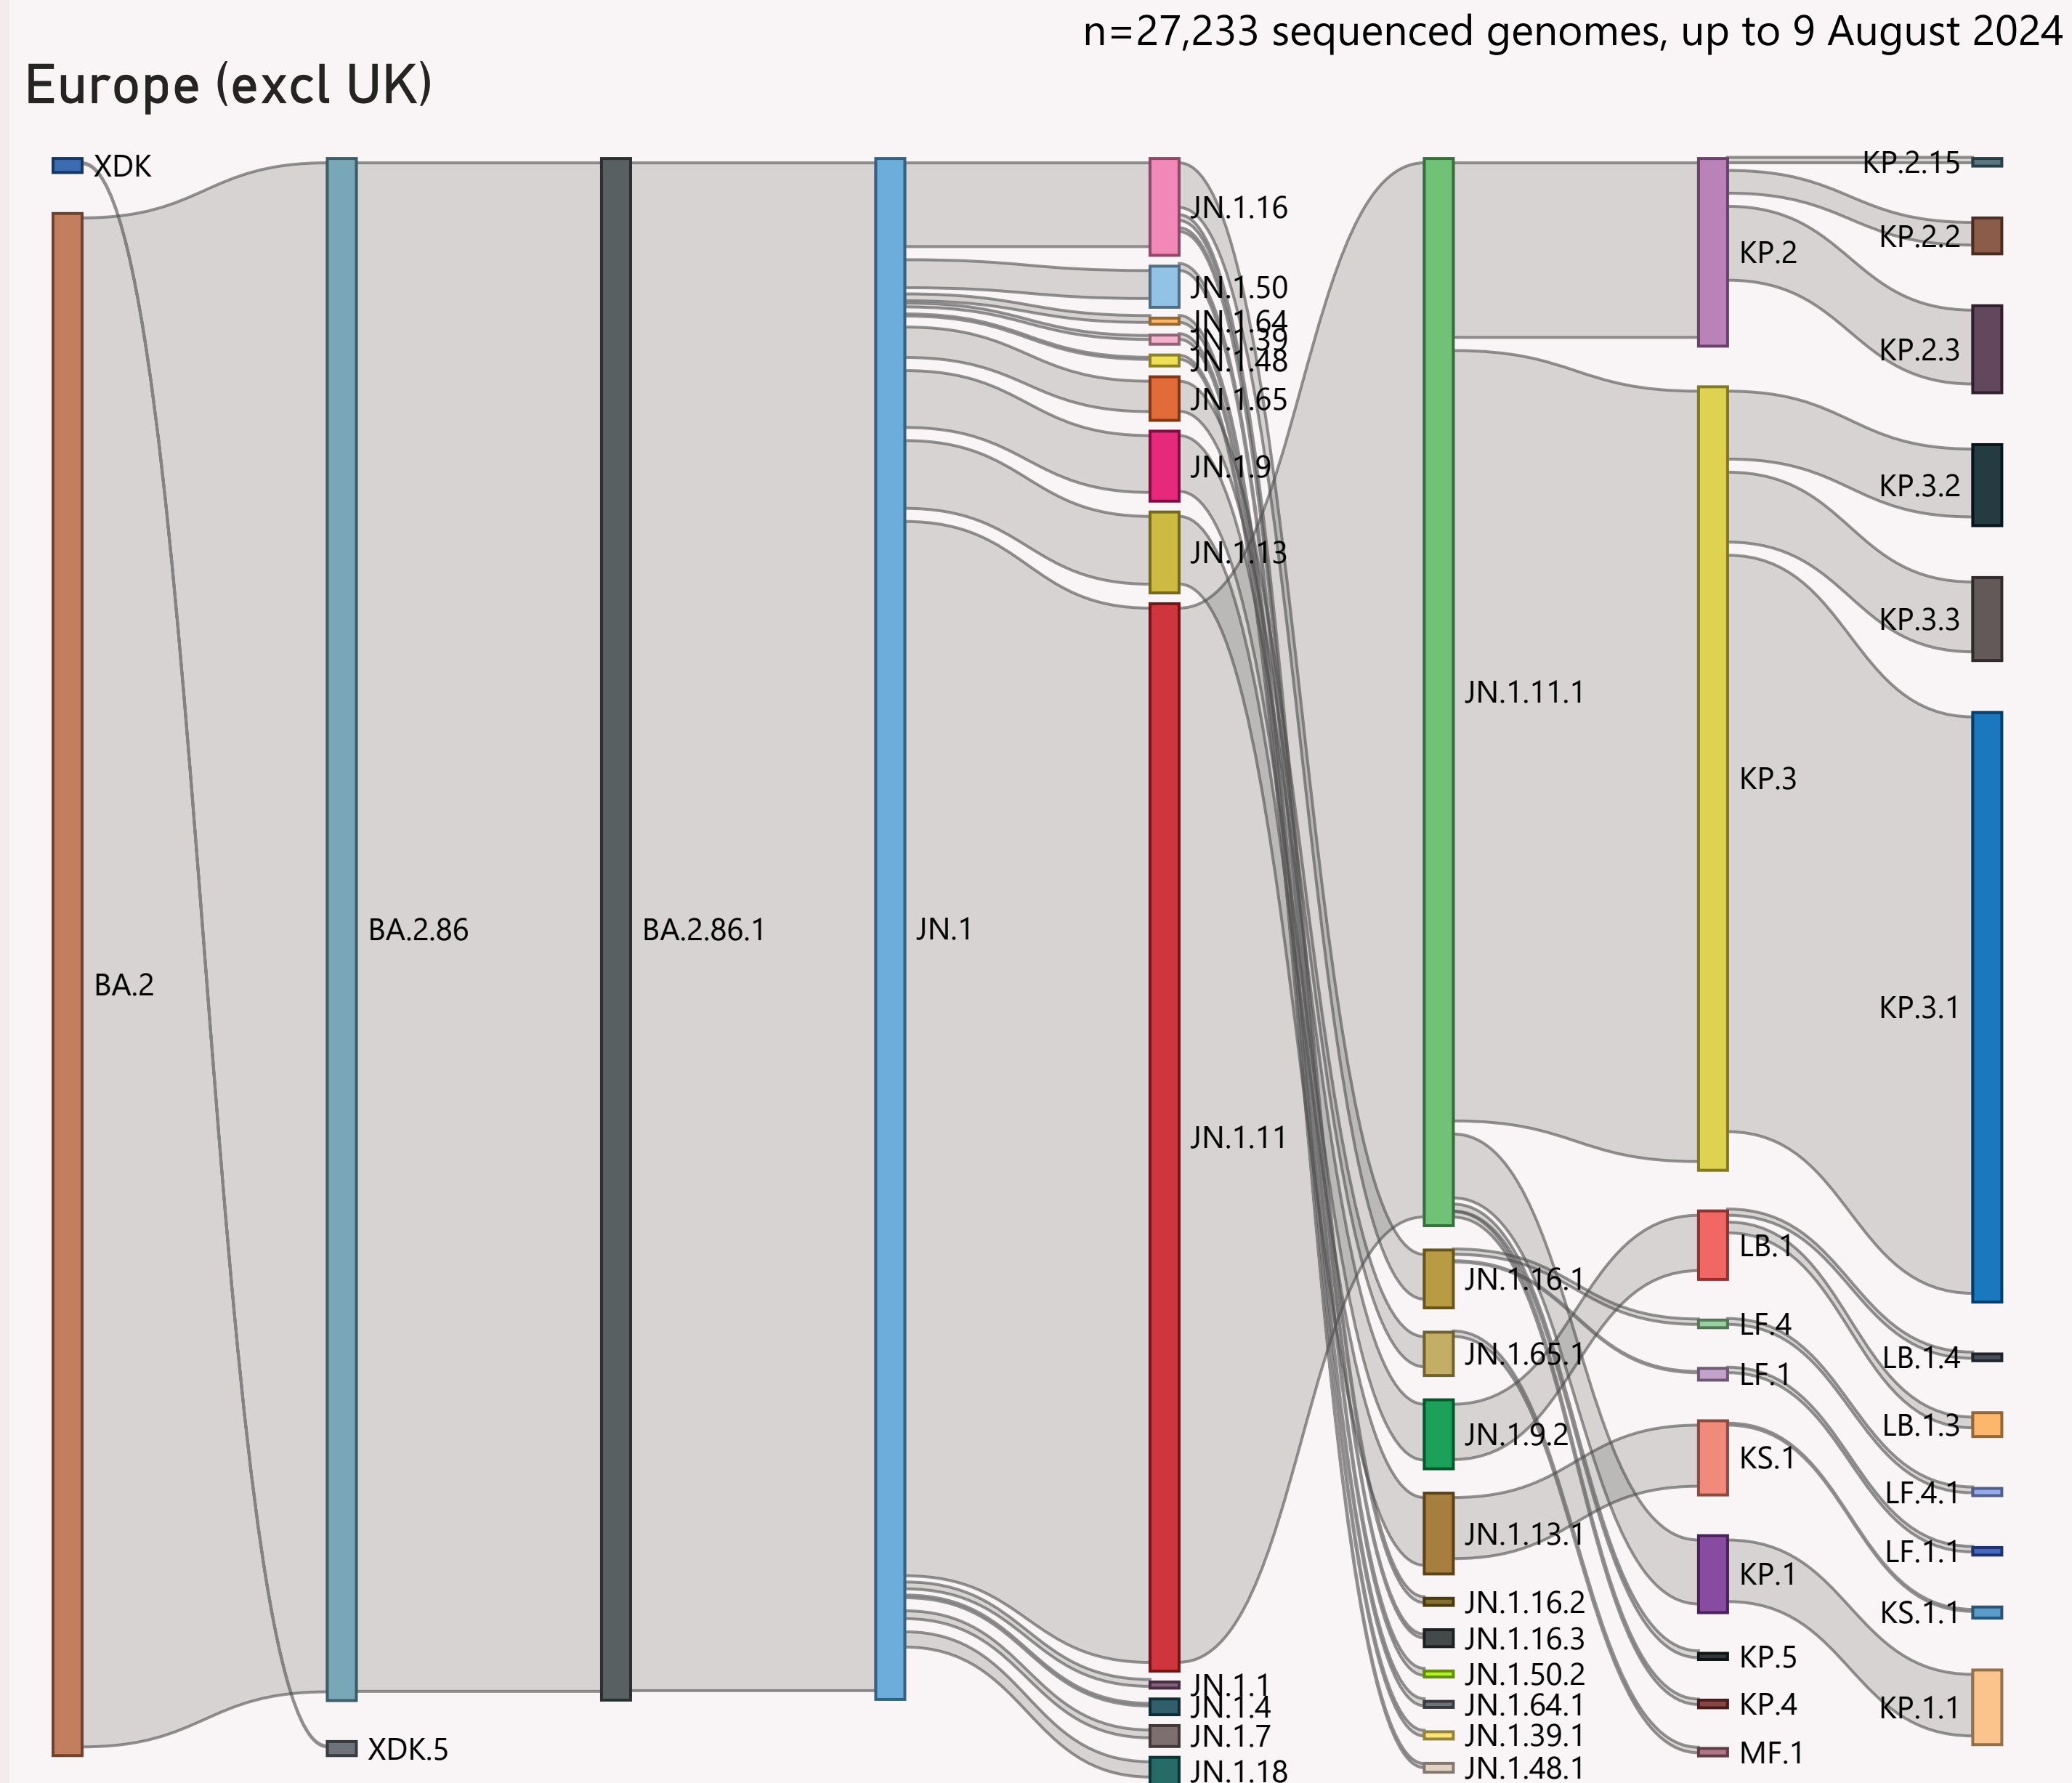 n=27,233 sequenced genomes, up to 9 August 2024
Europe (excl UK)
XDK
BA.2
BA.2.86
XDK.5
BA.2.86.1
JN.1
JN.1.16
JN.1.50
JN.1.64
JN.1.39
JN.1.48
JN.1.65
JN.1.9
JN.1.13
JN.1.11
JN.1.1
JN.1.4
JN.1.7
JN.1.18
JN.1.11.1
JN.1.16.1
JN.1.65.1
JN.1.9.2
JN.1.13.1
JN.1.16.2
JN.1.16.3
JN.1.50.2
JN.1.64.1
JN.1.39.1
JN.1.48.1
KP.2
KP.3
LB.1
LF.4
LF.1
KS.1
KP.1
KP.5
KP.4
MF.1
KP.2.15
KP.2.2
KP.2.3
KP.3.2
KP.3.3
KP.3.1
LB.1.4
LB.1.3
LF.4.1
LF.1.1
KS.1.1
KP.1.1